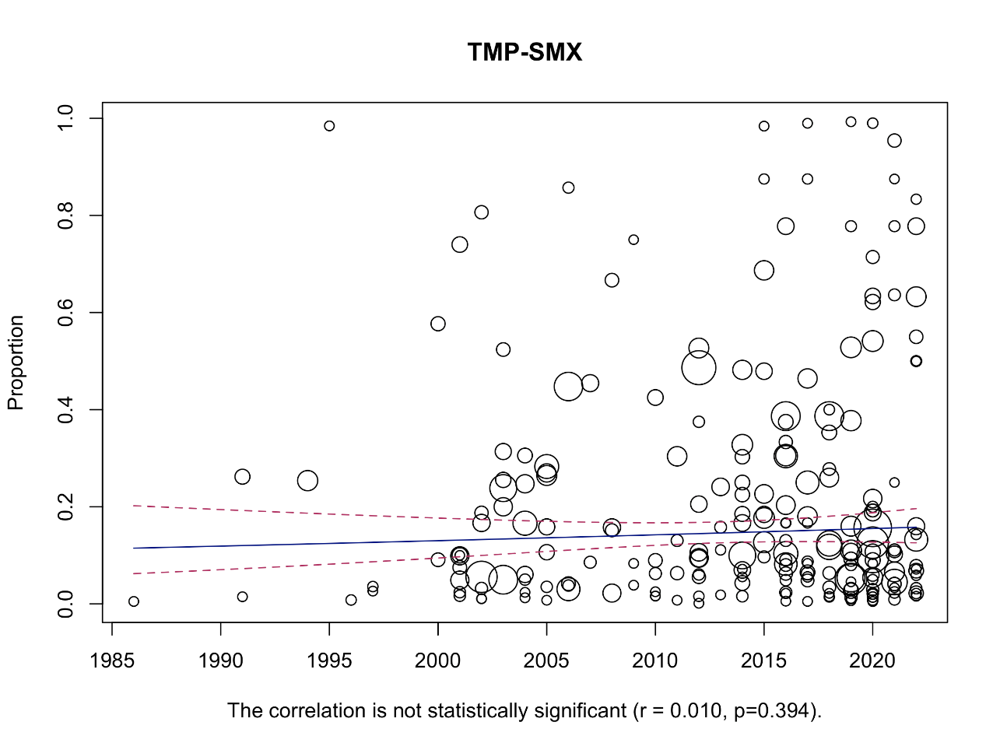 TMP-SMX
Proportion
1.0
0.8
0.6
0.4
0.2
0.0
1985 1990 1995 2000 2005 2010 2015 2020
The correlation is not statistically significant (r = 0.010, p=0.394).